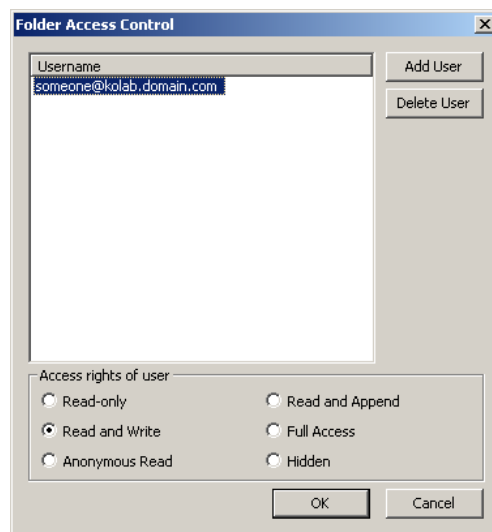 Folder Access Control
Username
Add User
someone@kolab.domain.com
Delete User
Access rights of user
Read-only
Read and Append
Read and Write
Full Access
Anonymous Read
Hidden
OK
Cancel